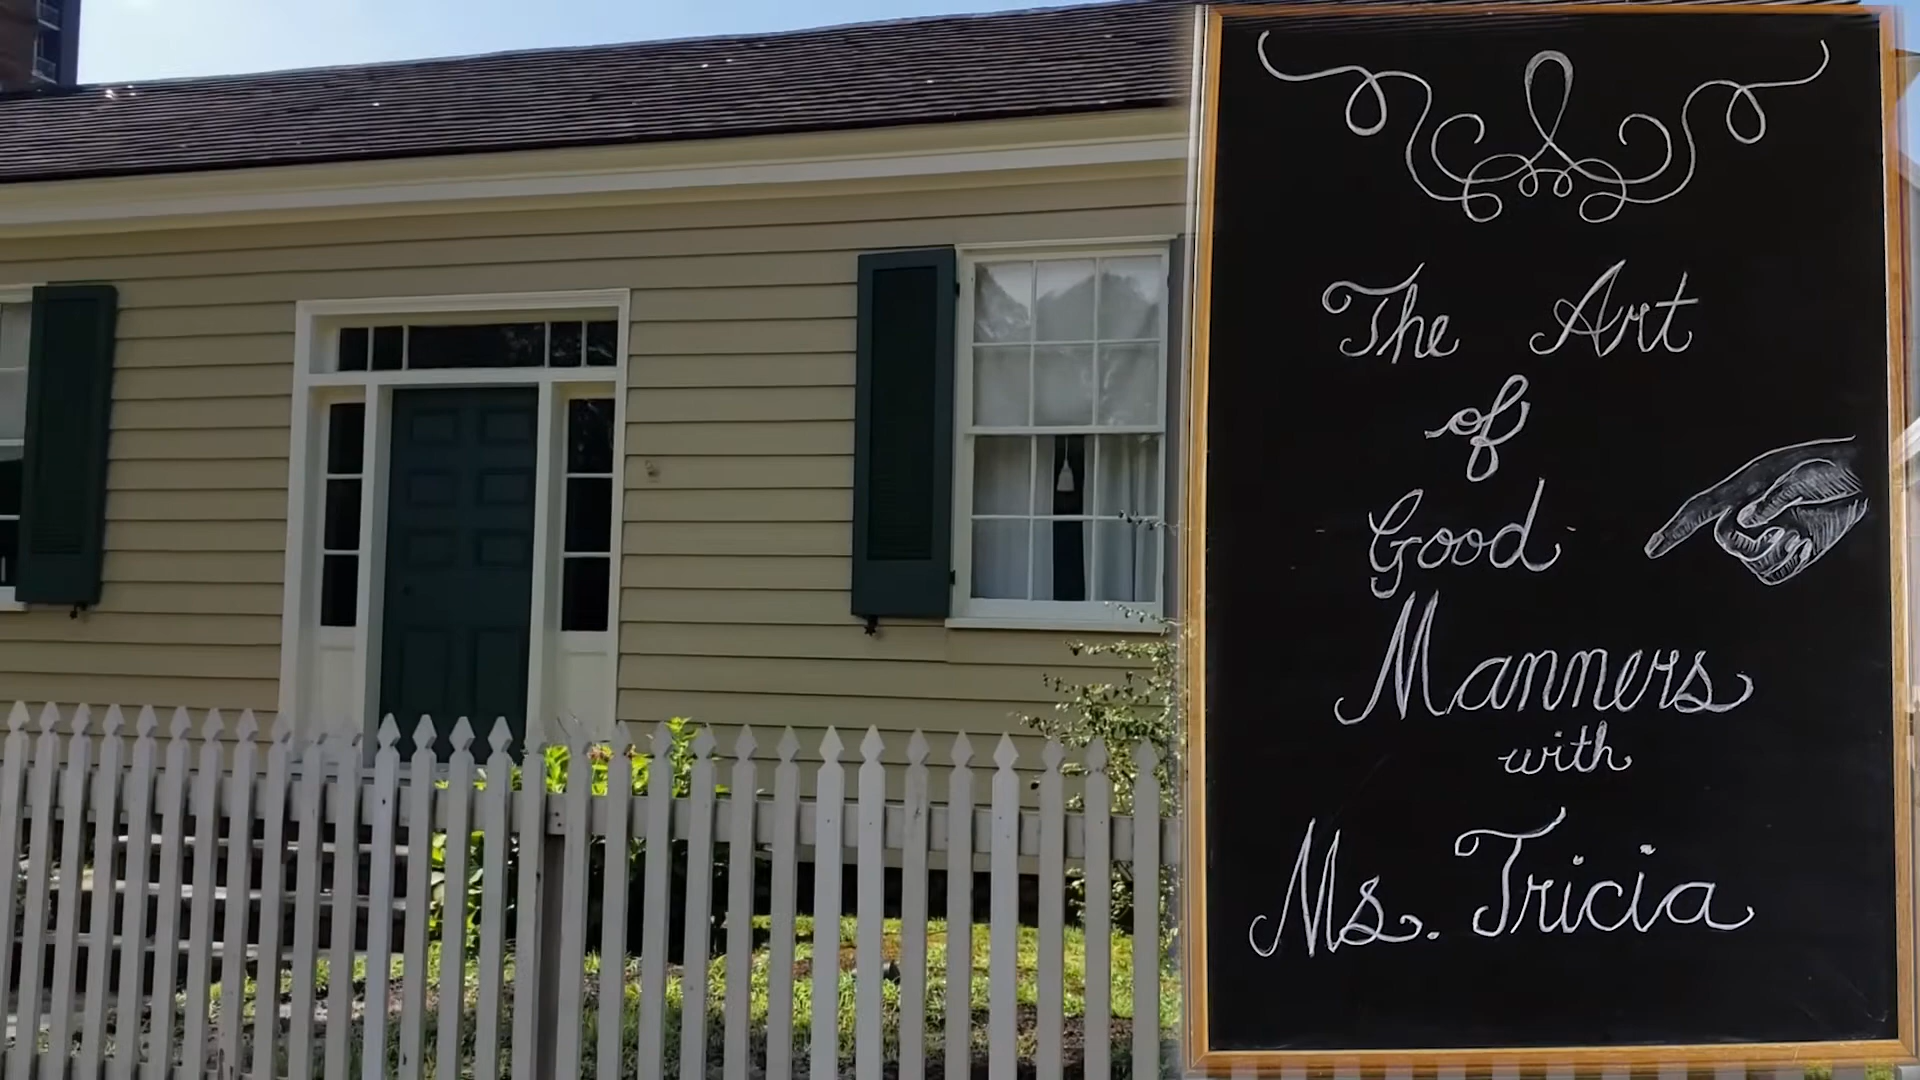 The Art
of
Good
Manners
with
Ms. Tricia